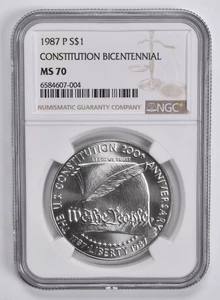 1987 P S$1
CONSTITUTION BICENTENNIAL
MS 70
6584607-004
NUMISMATIC GUARANTY COMPANY
NGC
THE U.S. CONSTITUTION 200TH ANNIVERSARY
IN GOD WE TRUST
We the People
1787·LIBERTY·1987